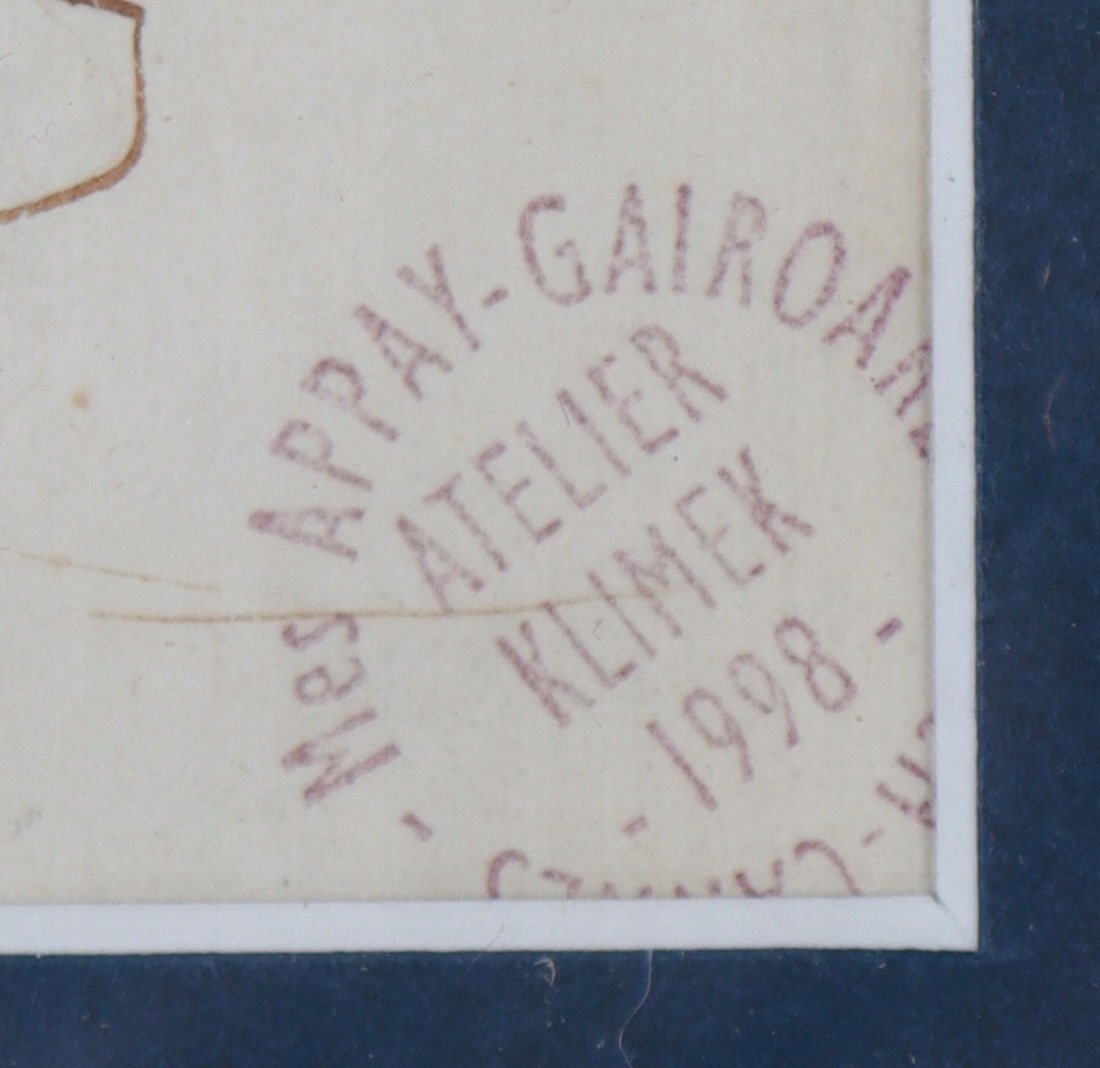 Mes APPAY-GAIROA
ATELIER
KLIMEK
- 1998 -